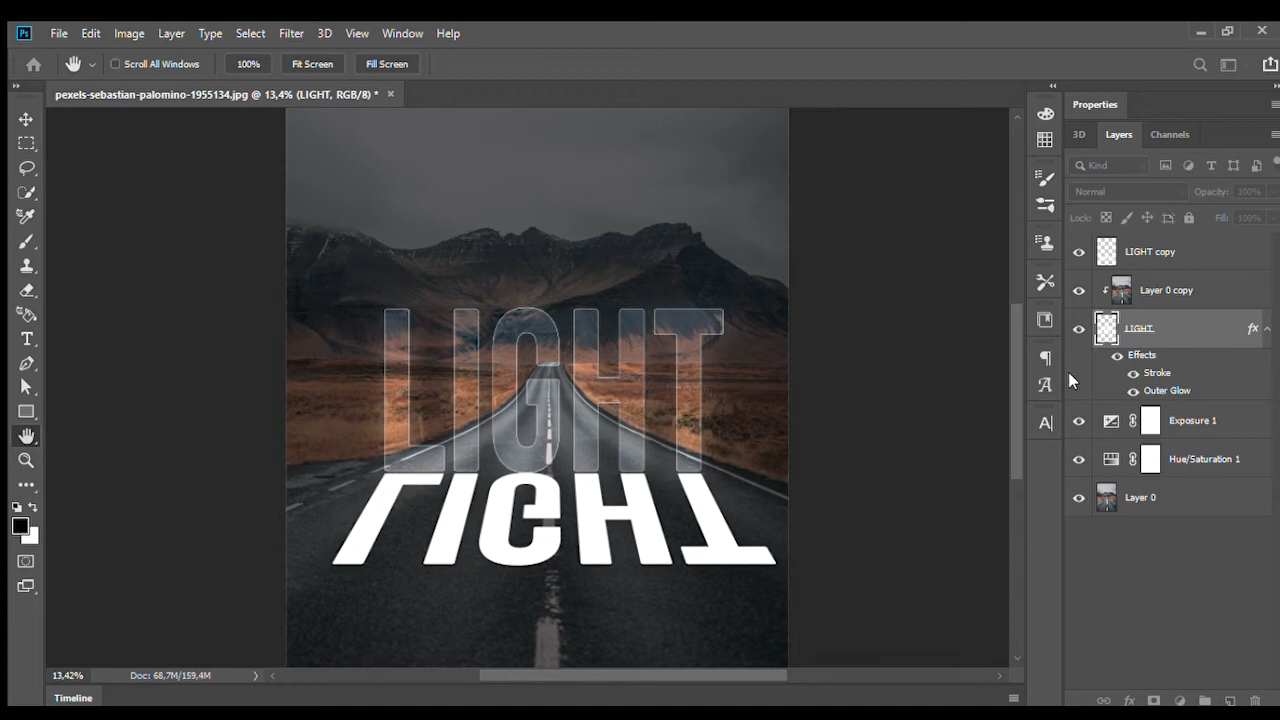 Ps File Edit Image Layer Type Select Filter 3D View Window Help
Scroll All Windows 100% Fit Screen Fill Screen
pexels-sebastian-palomino-1955134.jpg @ 13,4% (LIGHT, RGB/8) *
Properties
3D Layers Channels
Kind
Normal Opacity: 100%
Lock: Fill: 100%
LIGHT copy
Layer 0 copy
LIGHT
fx
Effects
Stroke
Outer Glow
Exposure 1
Hue/Saturation 1
Layer 0
LIGHT
LIGHT
13,42% Doc: 68,7M/159,4M
Timeline